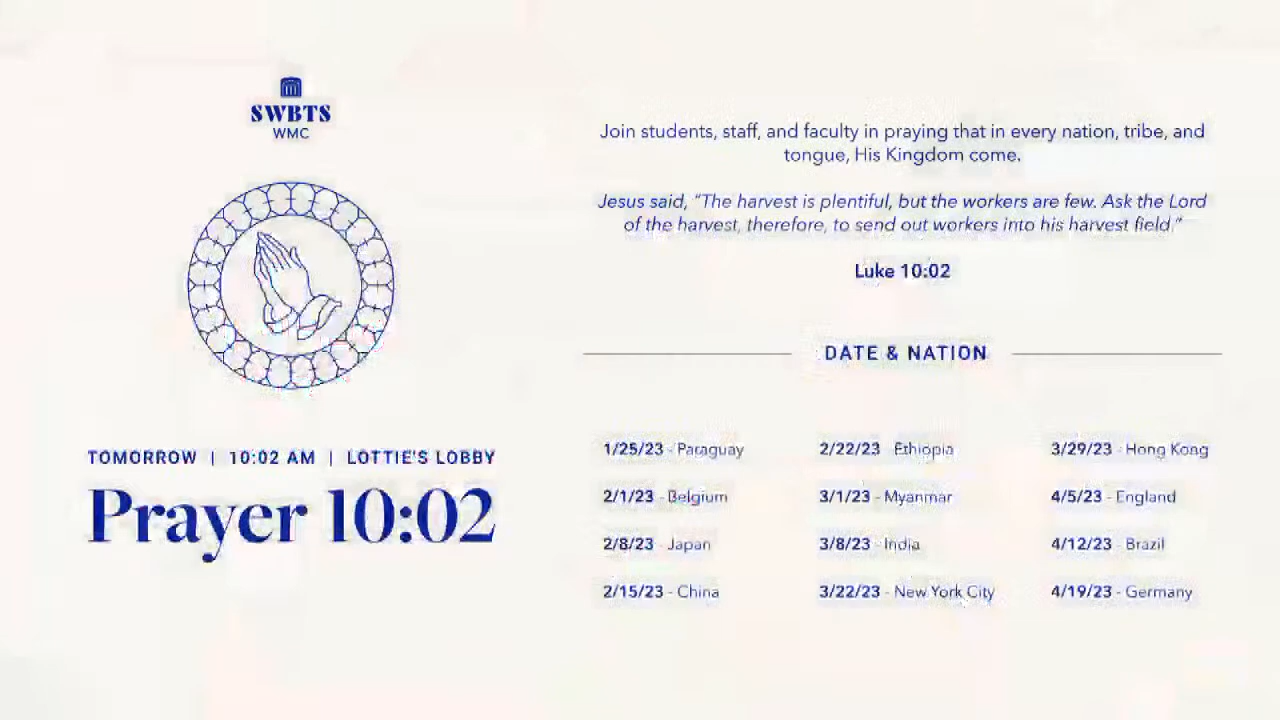 SWBTS
WMC
TOMORROW | 10:02 AM | LOTTIE'S LOBBY
Prayer 10:02
Join students, staff, and faculty in praying that in every nation, tribe, and
tongue, His Kingdom come.
Jesus said, “The harvest is plentiful, but the workers are few. Ask the Lord
of the harvest, therefore, to send out workers into his harvest field.”
Luke 10:02
DATE & NATION
1/25/23 - Paraguay
2/1/23 - Belgium
2/8/23 - Japan
2/15/23 - China
2/22/23 - Ethiopia
3/1/23 - Myanmar
3/8/23 - India
3/22/23 - New York City
3/29/23 - Hong Kong
4/5/23 - England
4/12/23 - Brazil
4/19/23 - Germany